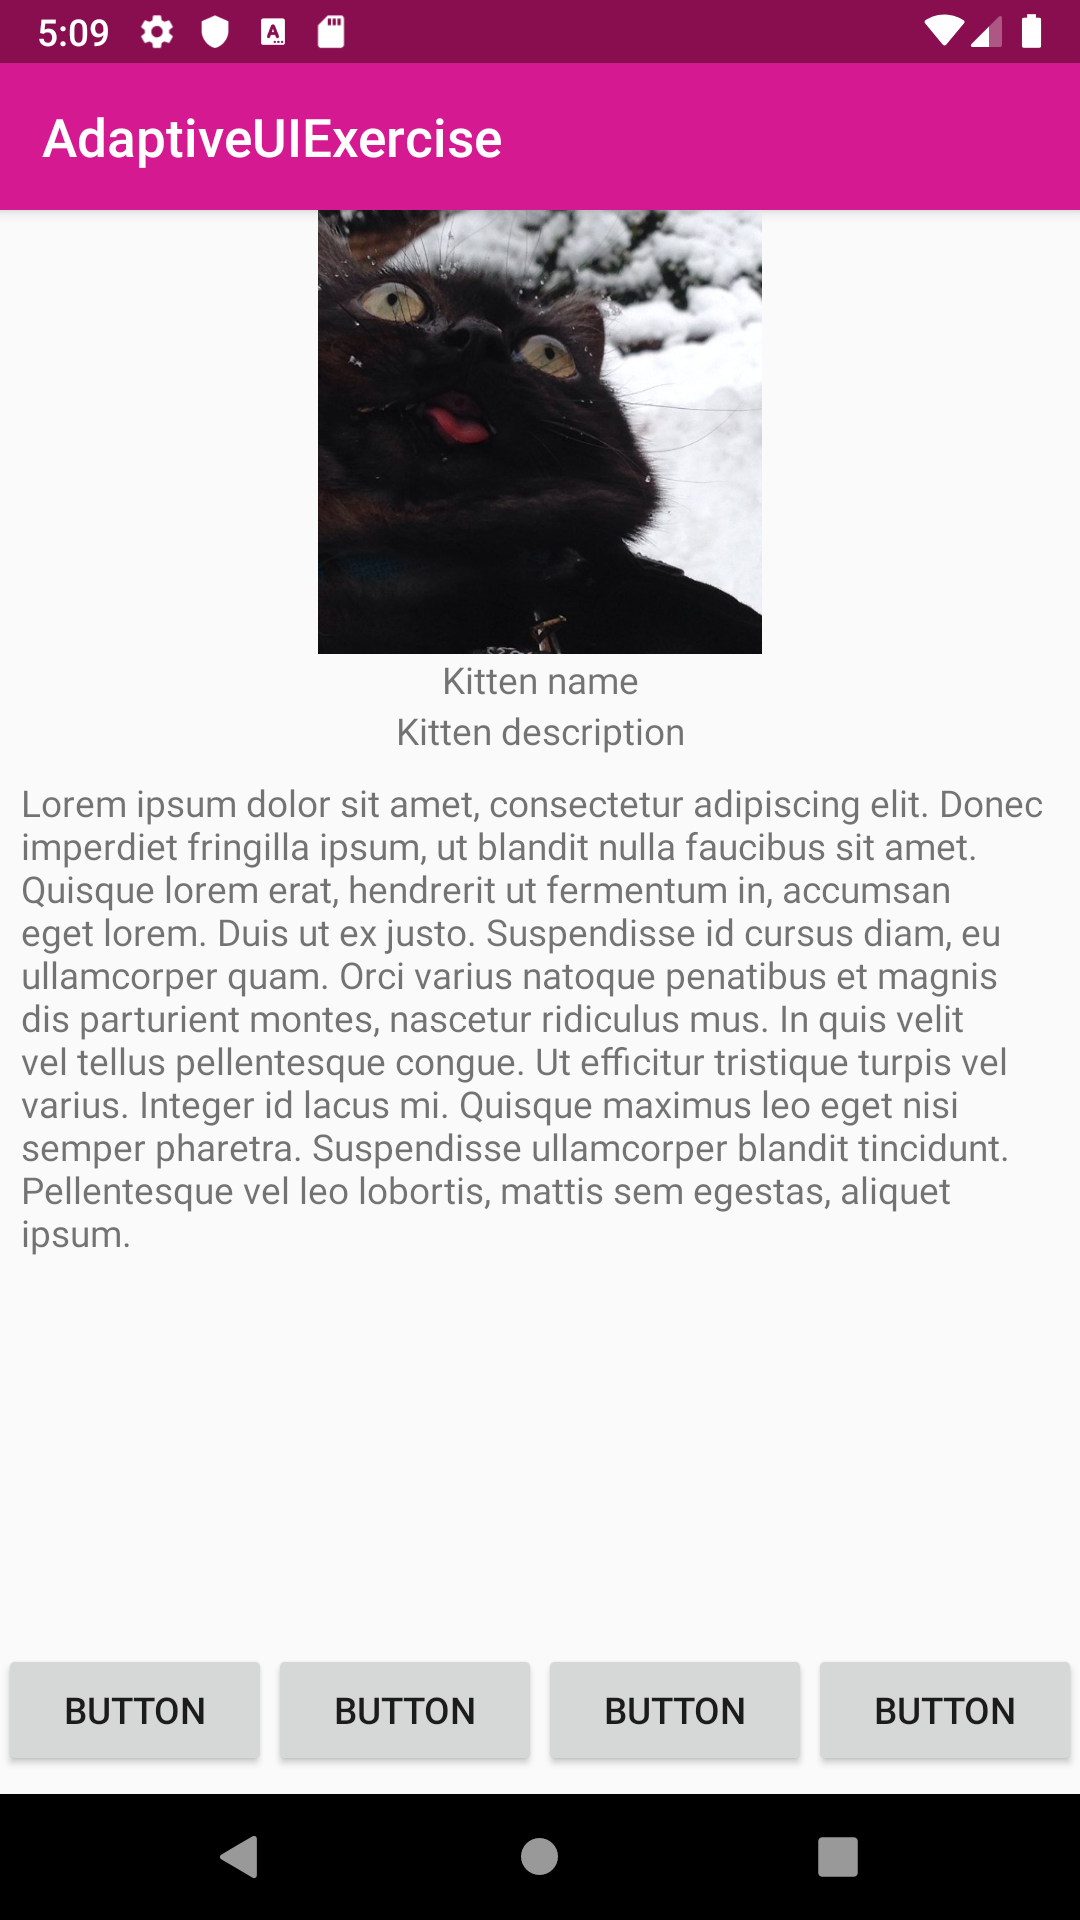 5:09
AdaptiveUIExercise
Kitten name
Kitten description
Lorem ipsum dolor sit amet, consectetur adipiscing elit. Donec
imperdiet fringilla ipsum, ut blandit nulla faucibus sit amet.
Quisque lorem erat, hendrerit ut fermentum in, accumsan
eget lorem. Duis ut ex justo. Suspendisse id cursus diam, eu
ullamcorper quam. Orci varius natoque penatibus et magnis
dis parturient montes, nascetur ridiculus mus. In quis velit
vel tellus pellentesque congue. Ut efficitur tristique turpis vel
varius. Integer id lacus mi. Quisque maximus leo eget nisi
semper pharetra. Suspendisse ullamcorper blandit tincidunt.
Pellentesque vel leo lobortis, mattis sem egestas, aliquet
ipsum.
BUTTON BUTTON BUTTON BUTTON